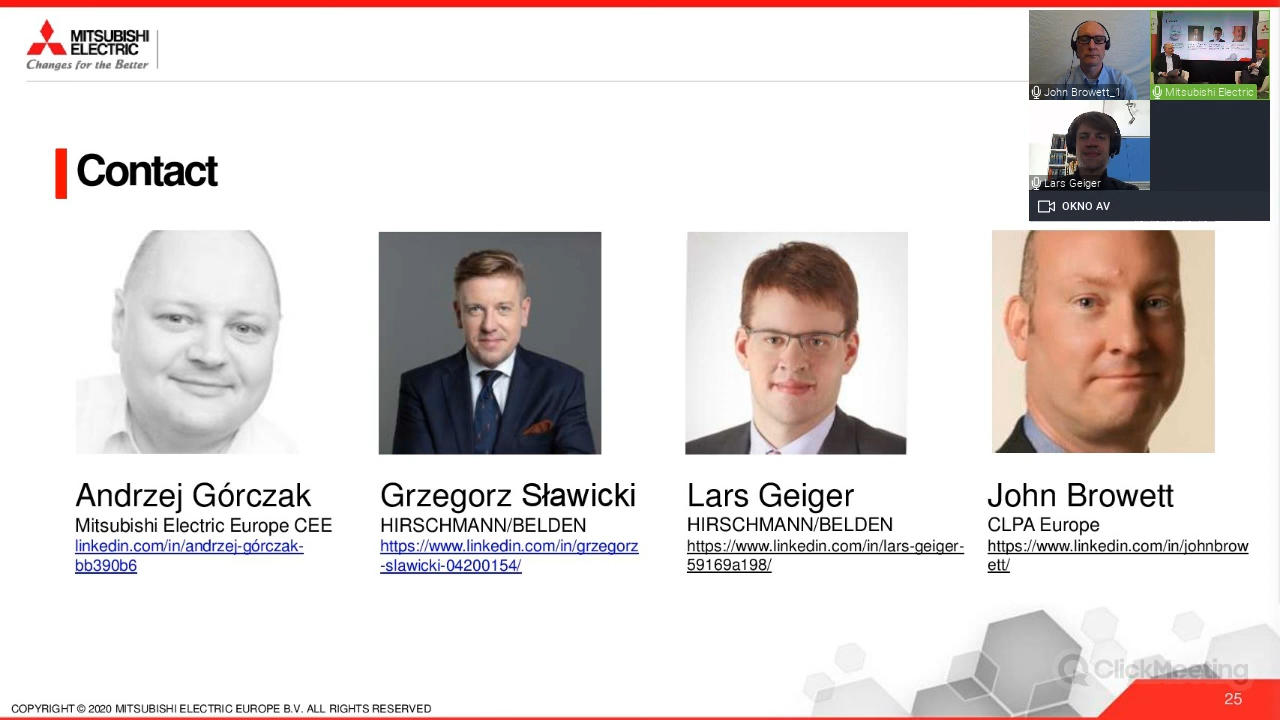 MITSUBISHI
ELECTRIC
Changes for the Better
John Browett_1
Mitsubishi Electric
Lars Geiger
OKNO AV
Contact
Andrzej Górczak
Mitsubishi Electric Europe CEE
linkedin.com/in/andrzej-górczak-
bb390b6
Grzegorz Sławicki
HIRSCHMANN/BELDEN
https://www.linkedin.com/in/grzegorz
-slawicki-04200154/
Lars Geiger
HIRSCHMANN/BELDEN
https://www.linkedin.com/in/lars-geiger-
59169a198/
John Browett
CLPA Europe
https://www.linkedin.com/in/johnbrow
ett/
ClickMeeting
25
COPYRIGHT © 2020 MITSUBISHI ELECTRIC EUROPE B.V. ALL RIGHTS RESERVED